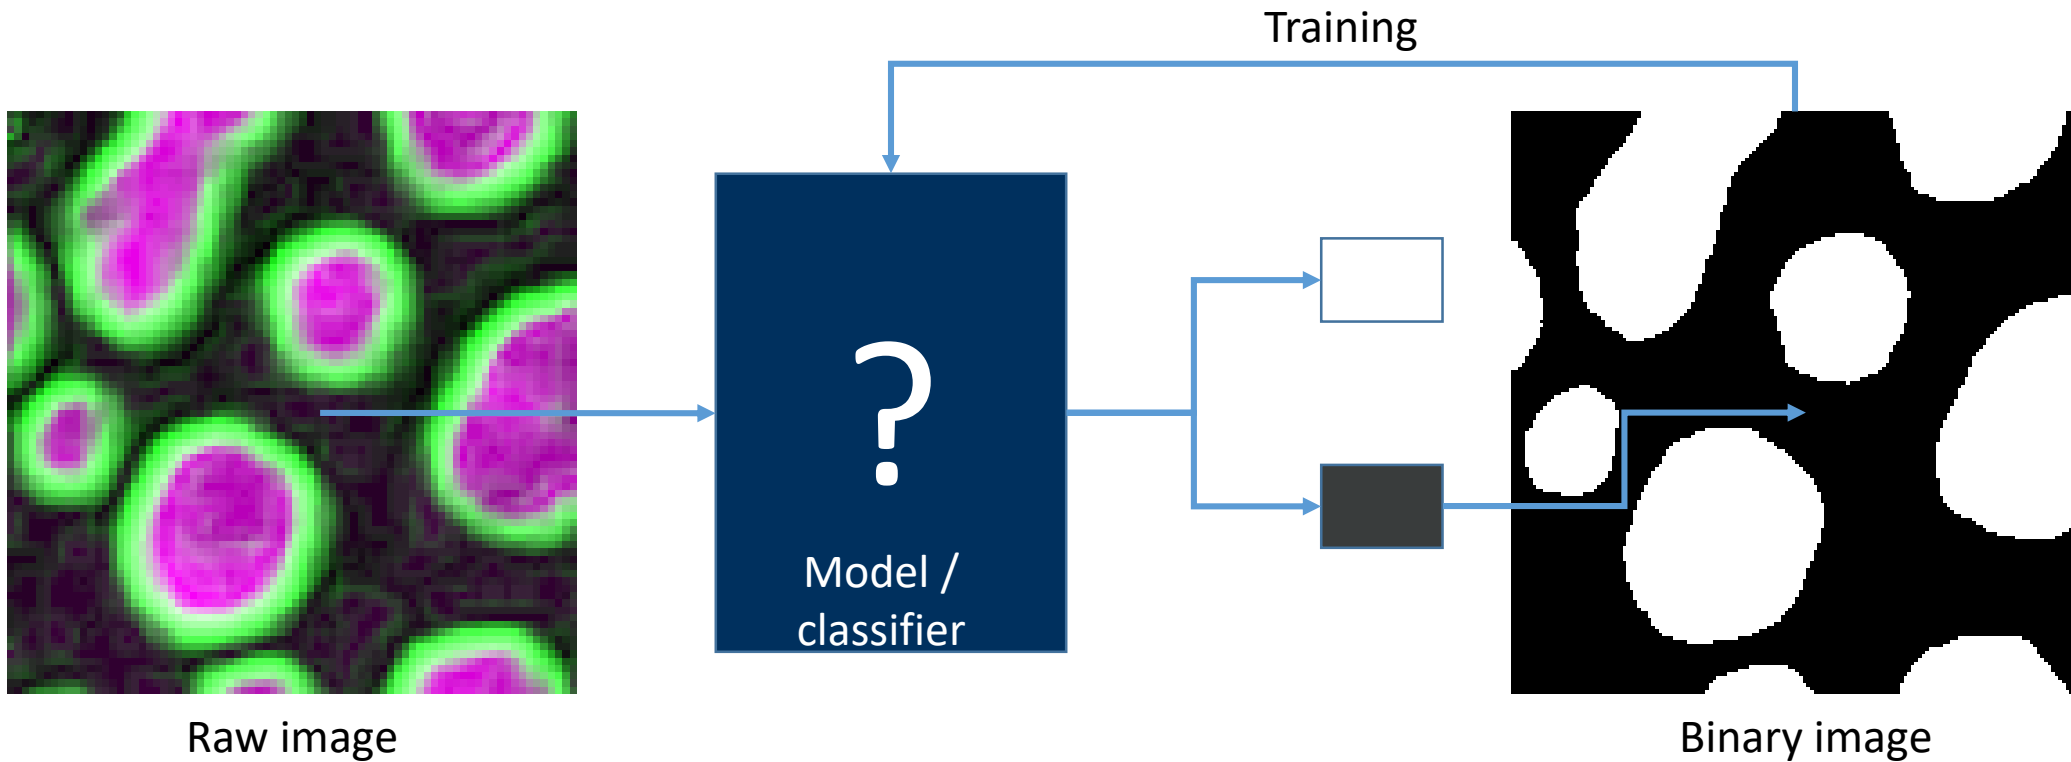 Training
?
Model /
classifier
Raw image
Binary image